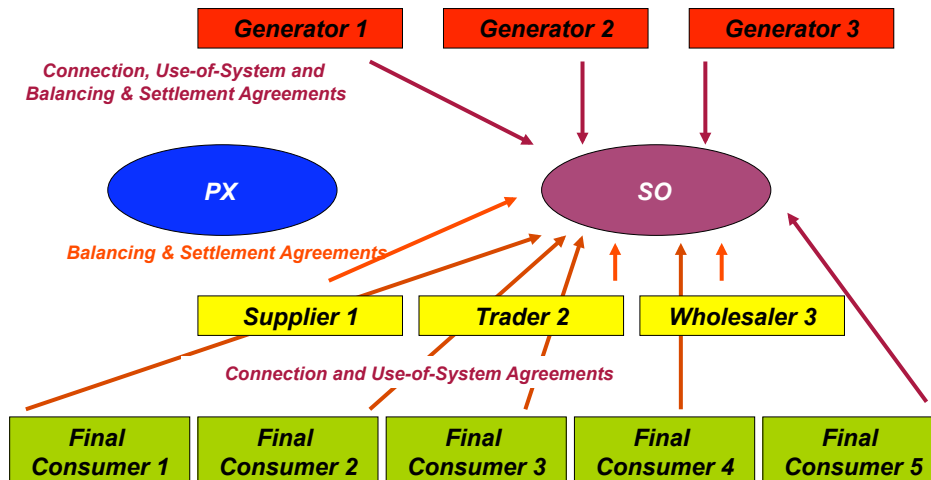 Generator 1
Generator 2
Generator 3
Connection, Use-of-System and
Balancing & Settlement Agreements
PX
SO
Balancing & Settlement Agreements
Supplier 1
Trader 2
Wholesaler 3
Connection and Use-of-System Agreements
Final
Consumer 1
Final
Consumer 2
Final
Consumer 3
Final
Consumer 4
Final
Consumer 5